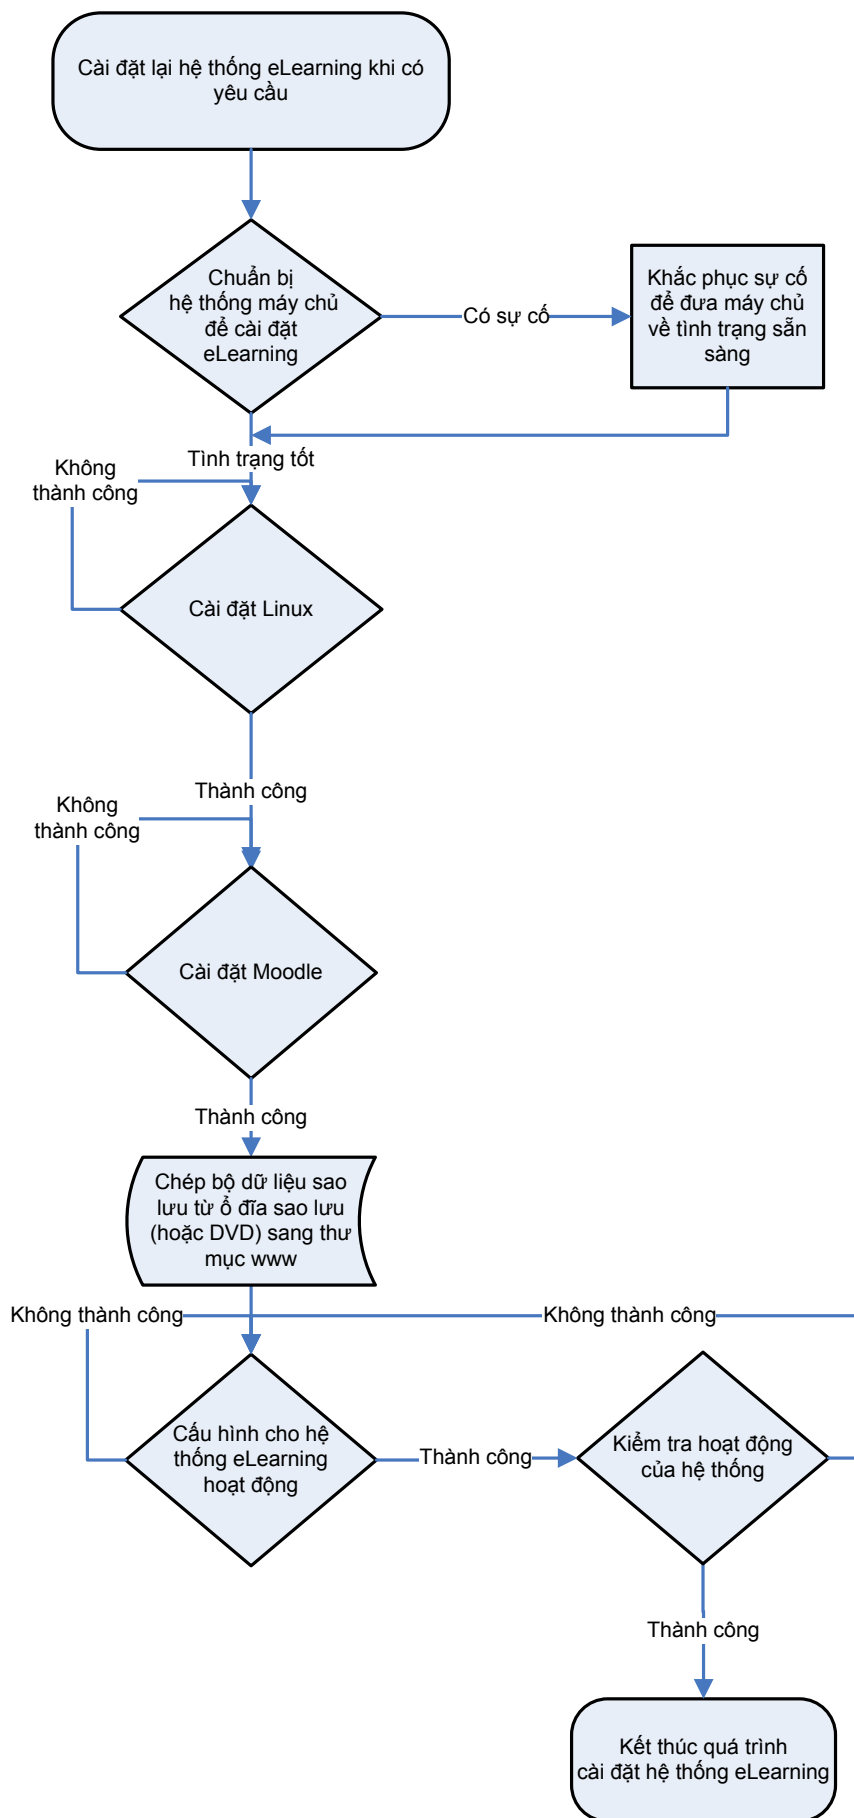 Cài đặt lại hệ thống eLearning khi có
yêu cầu
Chuẩn bị
hệ thống máy chủ
để cài đặt
eLearning
Có sự cố
Khắc phục sự cố
để đưa máy chủ
về tình trạng sẵn
sàng
Tình trạng tốt
Không
thành công
Cài đặt Linux
Thành công
Không
thành công
Cài đặt Moodle
Thành công
Chép bộ dữ liệu sao
lưu từ ổ đĩa sao lưu
(hoặc DVD) sang thư
mục www
Không thành công
Không thành công
Cấu hình cho hệ
thống eLearning
hoạt động
Thành công
Kiểm tra hoạt động
của hệ thống
Thành công
Kết thúc quá trình
cài đặt hệ thống eLearning